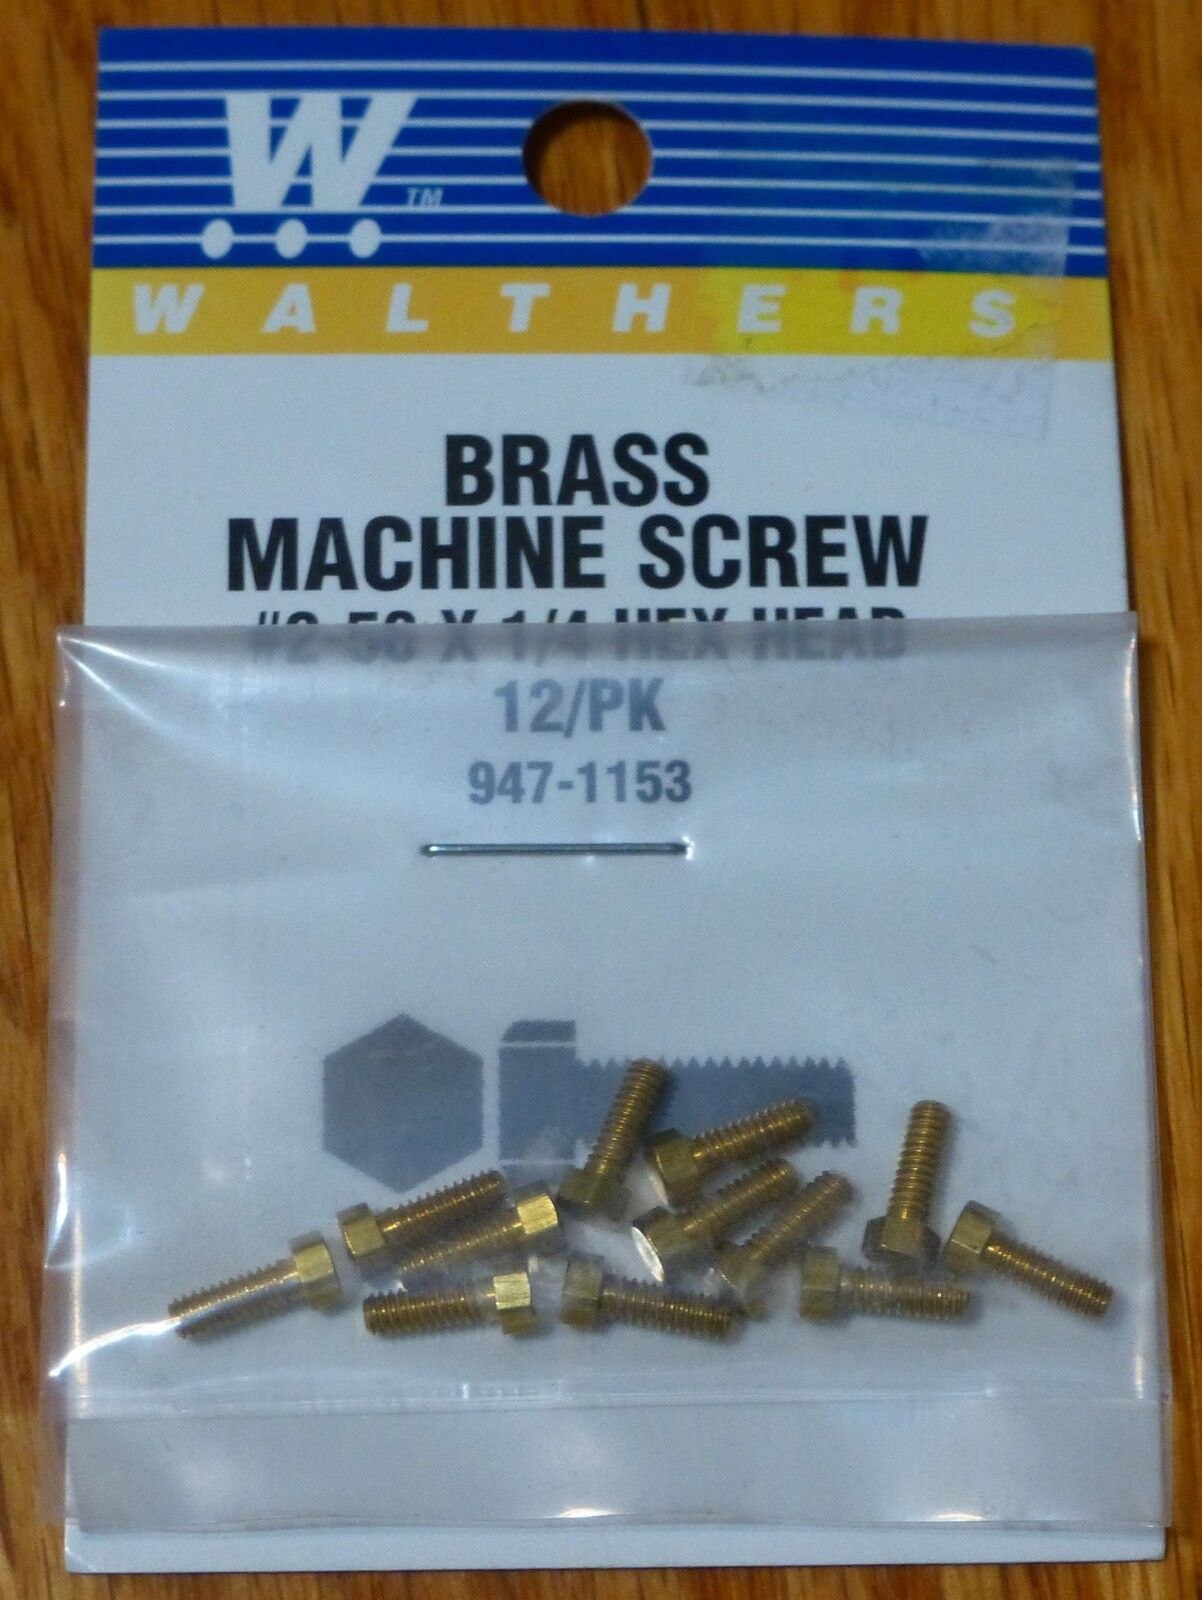 W TM
WALTHERS
BRASS
MACHINE SCREW
#2-56 X 1/4 HEX HEAD
12/PK
947-1153